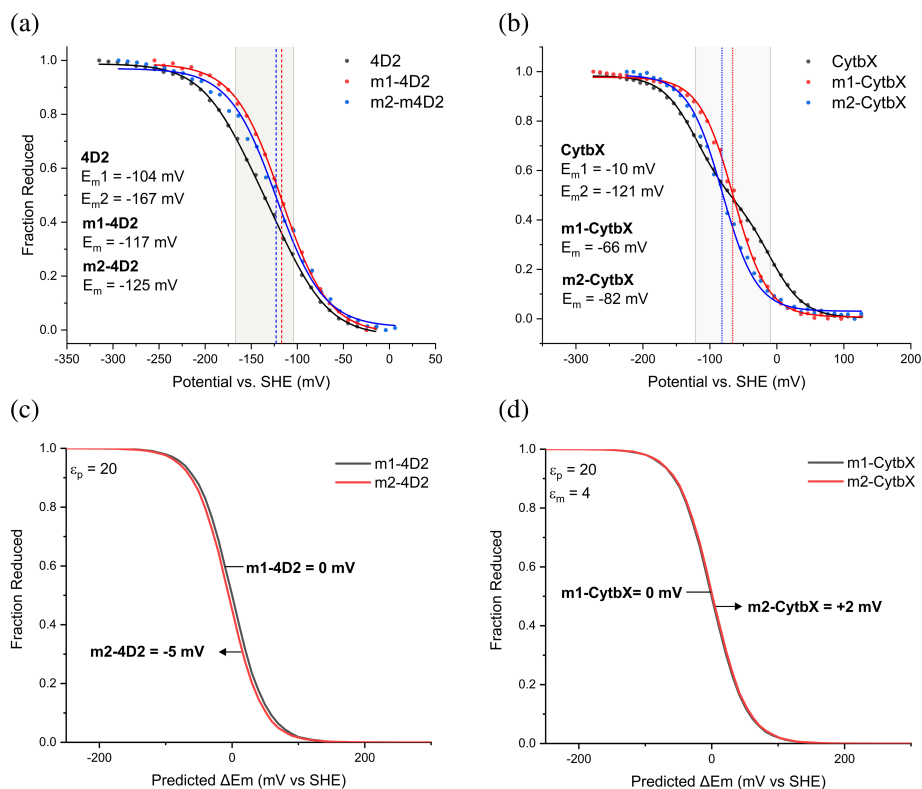 (a)
4D2
m1-4D2
m2-m4D2
4D2
Em1 = -104 mV
Em2 = -167 mV
m1-4D2
Em = -117 mV
m2-4D2
Em = -125 mV
Fraction Reduced
1.0
0.8
0.6
0.4
0.2
0.0
-350 -300 -250 -200 -150 -100 -50 0 50
Potential vs. SHE (mV)
(b)
CytbX
m1-CytbX
m2-CytbX
CytbX
Em1 = -10 mV
Em2 = -121 mV
m1-CytbX
Em = -66 mV
m2-CytbX
Em = -82 mV
Fraction Reduced
1.0
0.8
0.6
0.4
0.2
0.0
-300 -200 -100 0 100 200
Potential vs. SHE (mV)
(c)
εp = 20
m1-4D2
m2-4D2
m1-4D2 = 0 mV
m2-4D2 = -5 mV
Fraction Reduced
1.0
0.8
0.6
0.4
0.2
0.0
-200 0 200
Predicted ΔEm (mV vs SHE)
(d)
εp = 20
εm = 4
m1-CytbX
m2-CytbX
m1-CytbX= 0 mV
m2-CytbX = +2 mV
Fraction Reduced
1.0
0.8
0.6
0.4
0.2
0.0
-200 0 200
Predicted ΔEm (mV vs SHE)